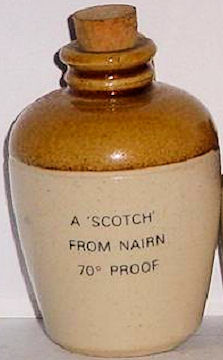 A 'SCOTCH'
FROM NAIRN
70° PROOF